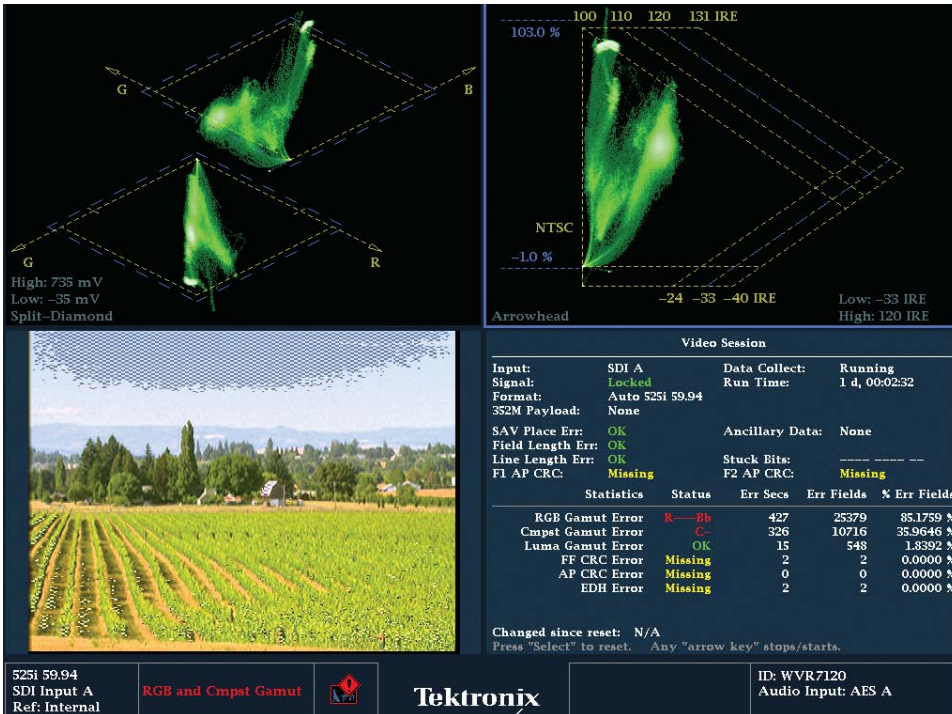 G
B
G
R
High: 735 mV
Low: −35 mV
Split–Diamond
100 110 120 131 IRE
103.0 %
NTSC
−1.0 %
−24 −33 −40 IRE
Arrowhead
Low: −33 IRE
High: 120 IRE
Video Session
Input: SDI A Data Collect: Running
Signal: Locked Run Time: 1 d, 00:02:32
Format: Auto 525i 59.94
352M Payload: None
SAV Place Err: OK Ancillary Data: None
Field Length Err: OK
Line Length Err: OK Stuck Bits: –––– –––– ––
F1 AP CRC: Missing F2 AP CRC: Missing
Statistics Status Err Secs Err Fields % Err Fields
RGB Gamut Error R–––Bb 427 25379 85.1759 %
Cmpst Gamut Error C– 326 10716 35.9646 %
Luma Gamut Error OK 15 548 1.8392 %
FF CRC Error Missing 2 2 0.0000 %
AP CRC Error Missing 0 0 0.0000 %
EDH Error Missing 2 2 0.0000 %
Changed since reset: N/A
Press "Select" to reset. Any "arrow key" stops/starts.
525i 59.94
SDI Input A
Ref: Internal
RGB and Cmpst Gamut
Tektronix
ID: WVR7120
Audio Input: AES A